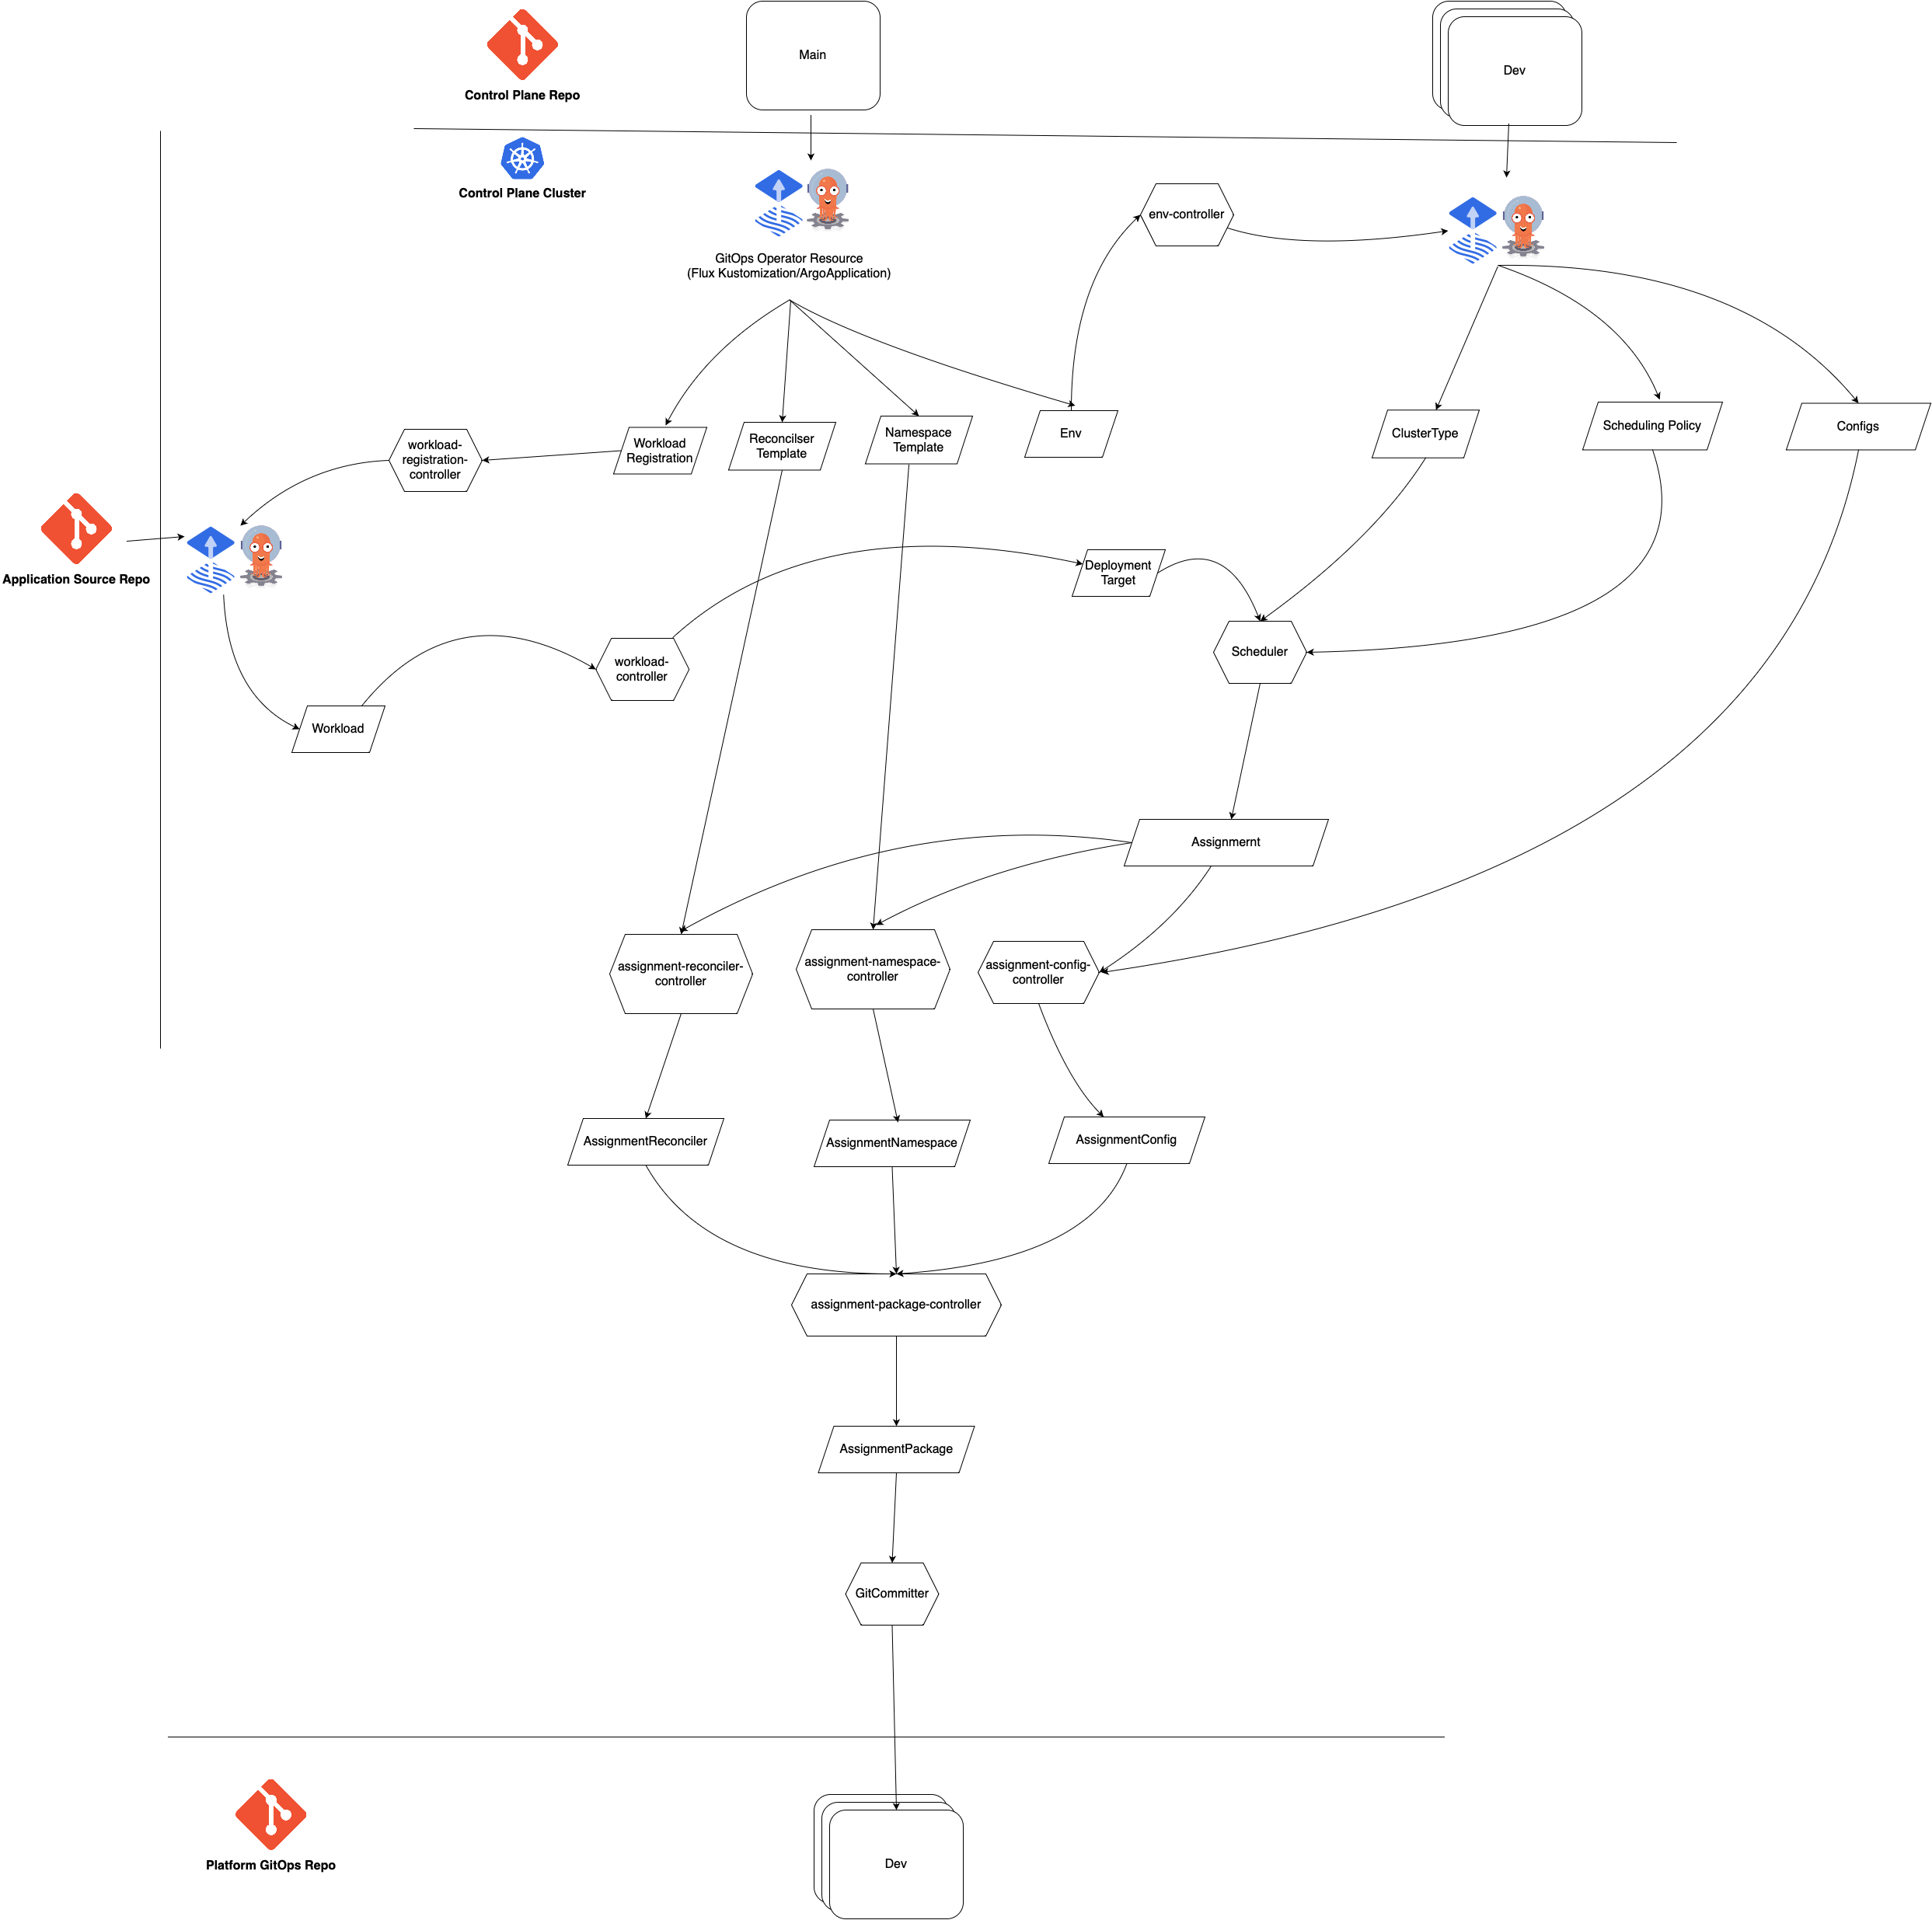 Main
Dev
Control Plane Repo
Control Plane Cluster
env-controller
GitOps Operator Resource
(Flux Kustomization/ArgoApplication)
workload-
registration-
controller
Workload
Registration
Reconcilser
Template
Namespace
Template
Env
ClusterType
Scheduling Policy
Configs
Application Source Repo
Deployment
Target
workload-
controller
Scheduler
Workload
Assignmernt
assignment-reconciler-
controller
assignment-namespace-
controller
assignment-config-
controller
AssignmentReconciler
AssignmentNamespace
AssignmentConfig
assignment-package-controller
AssignmentPackage
GitCommitter
Platform GitOps Repo
Dev